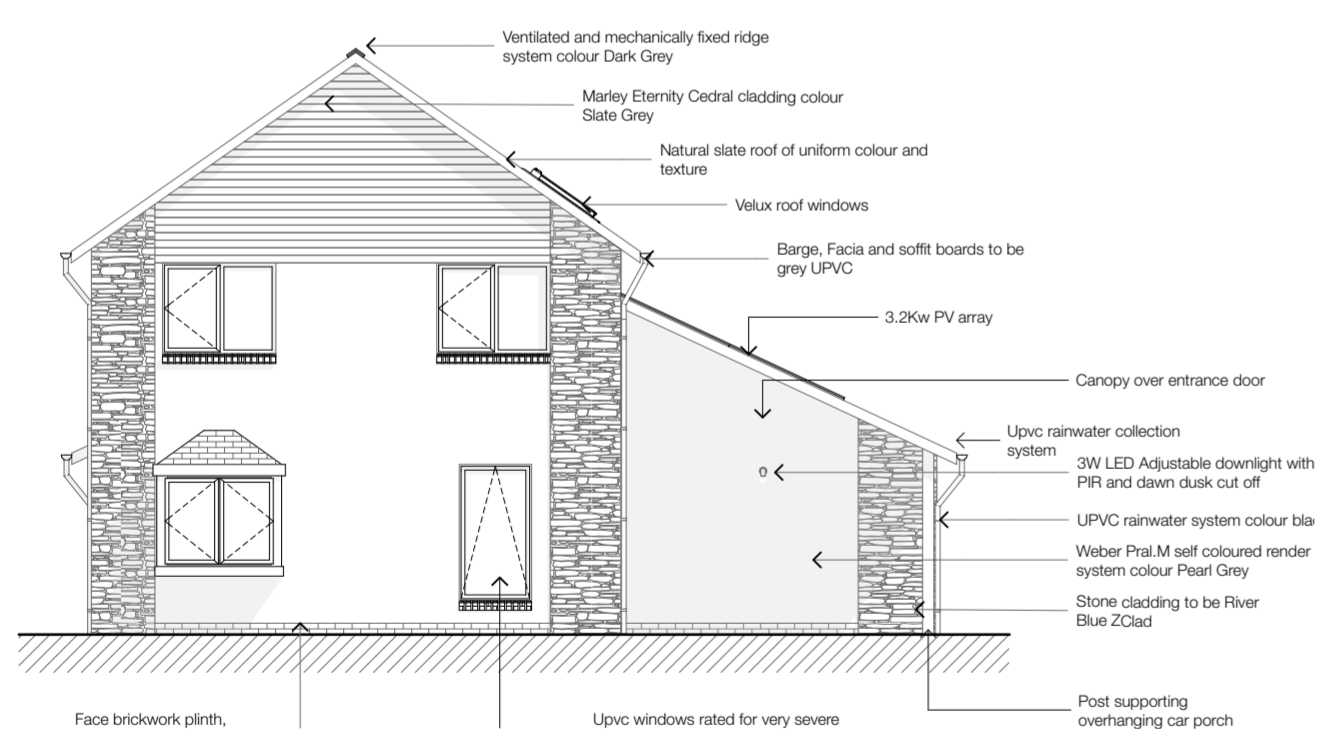 Ventilated and mechanically fixed ridge
system colour Dark Grey
Marley Eternity Cedral cladding colour
Slate Grey
Natural slate roof of uniform colour and
texture
Velux roof windows
Barge, Facia and soffit boards to be
grey UPVC
3.2Kw PV array
Canopy over entrance door
Upvc rainwater collection
system
3W LED Adjustable downlight with
PIR and dawn dusk cut off
UPVC rainwater system colour
Weber Pral.M self coloured render
system colour Pearl Grey
Stone cladding to be River
Blue ZClad
Post supporting
overhanging car porch
Face brickwork plinth,
Upvc windows rated for very severe